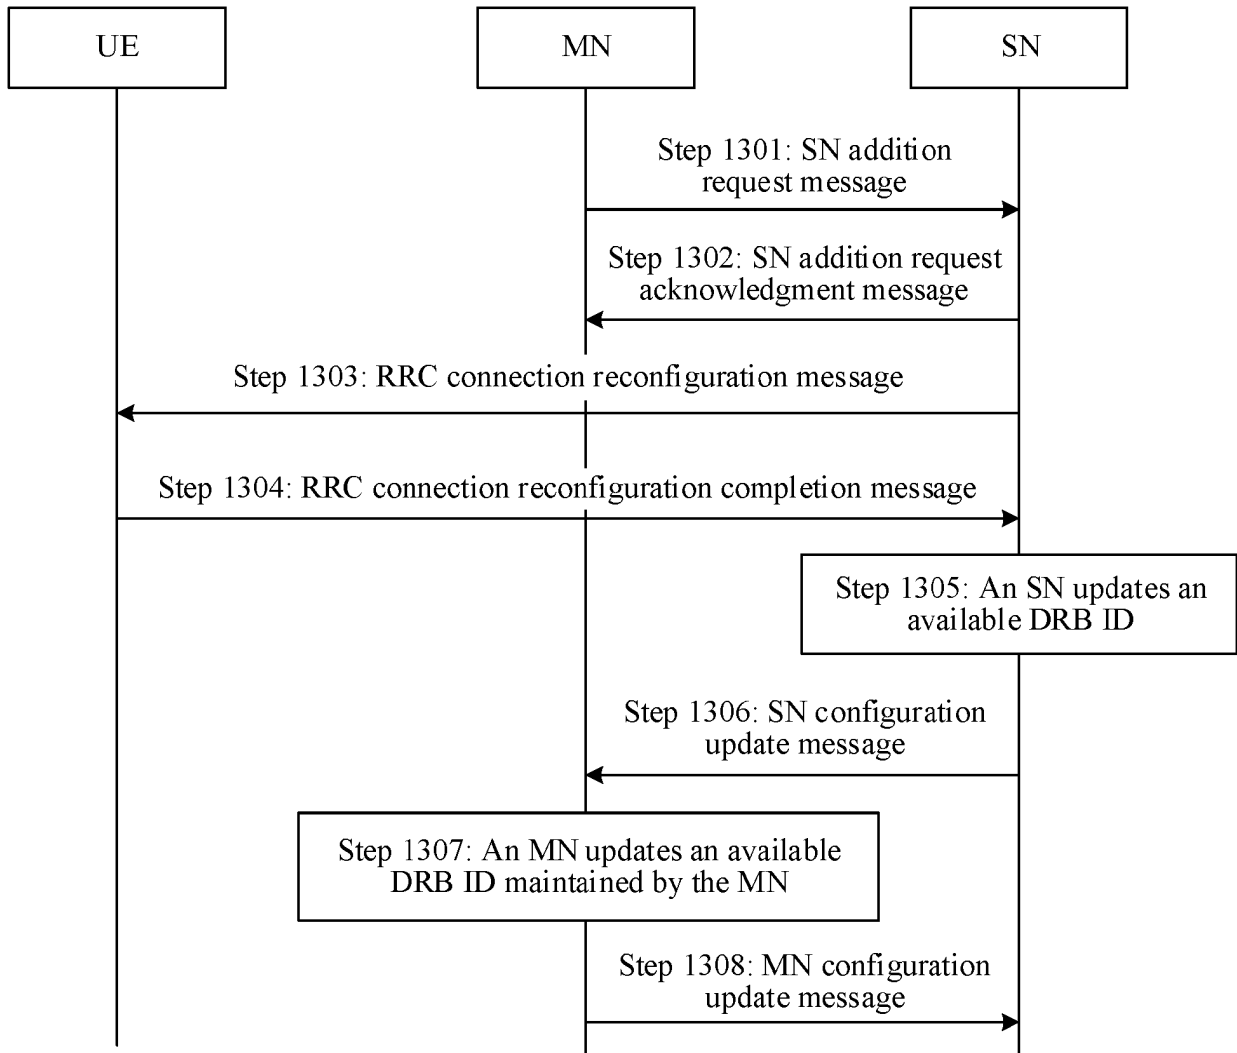 UE
MN
SN
Step 1301: SN addition
request message
Step 1302: SN addition request
acknowledgment message
Step 1303: RRC connection reconfiguration message
Step 1304: RRC connection reconfiguration completion message
Step 1305: An SN updates an
available DRB ID
Step 1306: SN configuration
update message
Step 1307: An MN updates an available
DRB ID maintained by the MN
Step 1308: MN configuration
update message